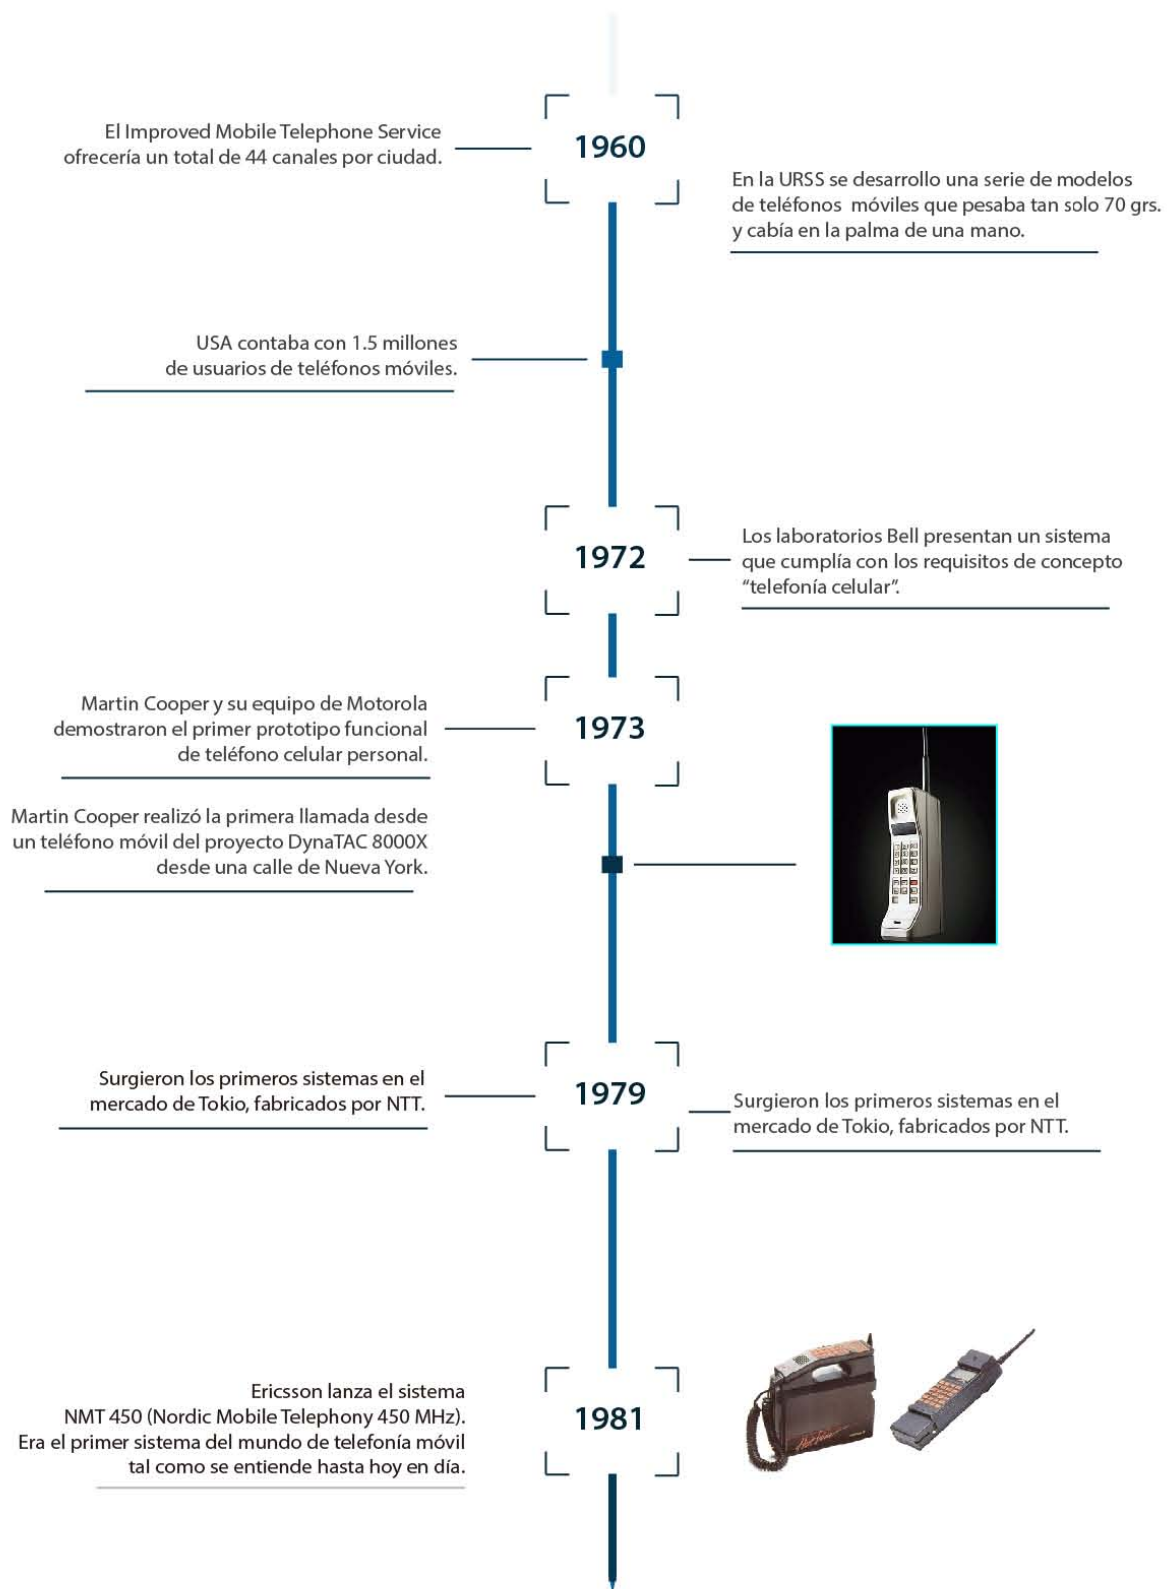 El Improved Mobile Telephone Service
ofrecería un total de 44 canales por ciudad.
1960
En la URSS se desarrollo una serie de modelos
de teléfonos móviles que pesaba tan solo 70 grs.
y cabía en la palma de una mano.
USA contaba con 1.5 millones
de usuarios de teléfonos móviles.
1972
Los laboratorios Bell presentan un sistema
que cumplía con los requisitos de concepto
“telefonía celular”.
Martin Cooper y su equipo de Motorola
demostraron el primer prototipo funcional
de teléfono celular personal.
1973
Martin Cooper realizó la primera llamada desde
un teléfono móvil del proyecto DynaTAC 8000X
desde una calle de Nueva York.
Surgieron los primeros sistemas en el
mercado de Tokio, fabricados por NTT.
1979
Surgieron los primeros sistemas en el
mercado de Tokio, fabricados por NTT.
Ericsson lanza el sistema
NMT 450 (Nordic Mobile Telephony 450 MHz).
Era el primer sistema del mundo de telefonía móvil
tal como se entiende hasta hoy en día.
1981